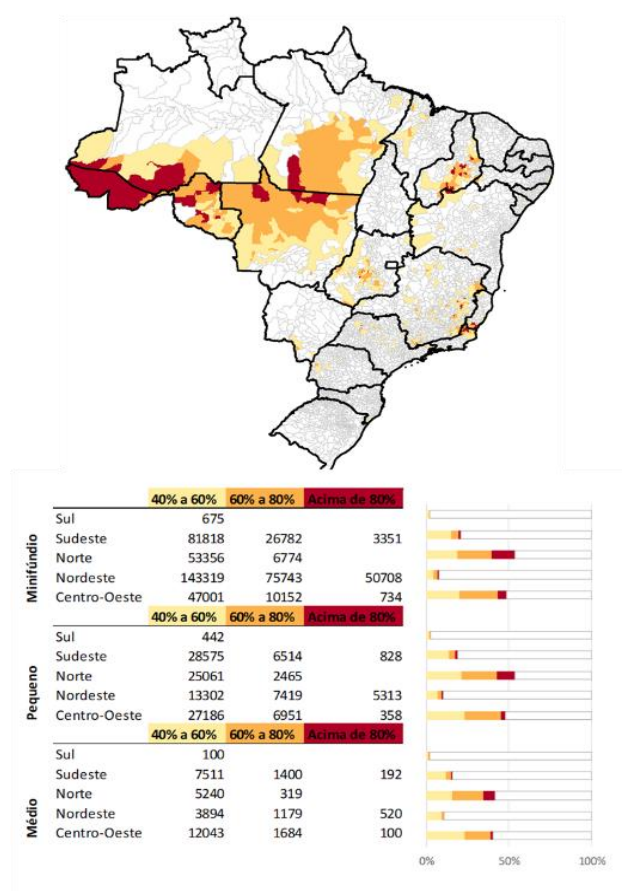 40% a 60% 60% a 80% Acima de 80%
Minifúndio
Sul 675
Sudeste 81818 26782 3351
Norte 53356 6774
Nordeste 143319 75743 50708
Centro-Oeste 47001 10152 734
40% a 60% 60% a 80% Acima de 80%
Pequeno
Sul 442
Sudeste 28575 6514 828
Norte 25061 2465
Nordeste 13302 7419 5313
Centro-Oeste 27186 6951 358
40% a 60% 60% a 80% Acima de 80%
Médio
Sul 100
Sudeste 7511 1400 192
Norte 5240 319
Nordeste 3894 1179 520
Centro-Oeste 12043 1684 100
0% 50% 100%